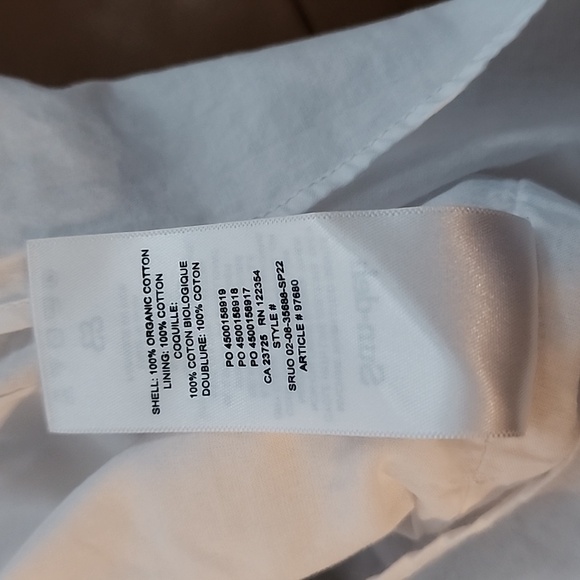 SHELL: 100% ORGANIC COTTON
LINING: 100% COTTON
COQUILLE:
100% COTON BIOLOGIQUE
DOUBLURE: 100% COTON
PO 4500158919
PO 4500158918
PO 4500158917
CA 23725 RN 122354
STYLE #
SRUO 02-08-35688-SP22
ARTICLE # 97680